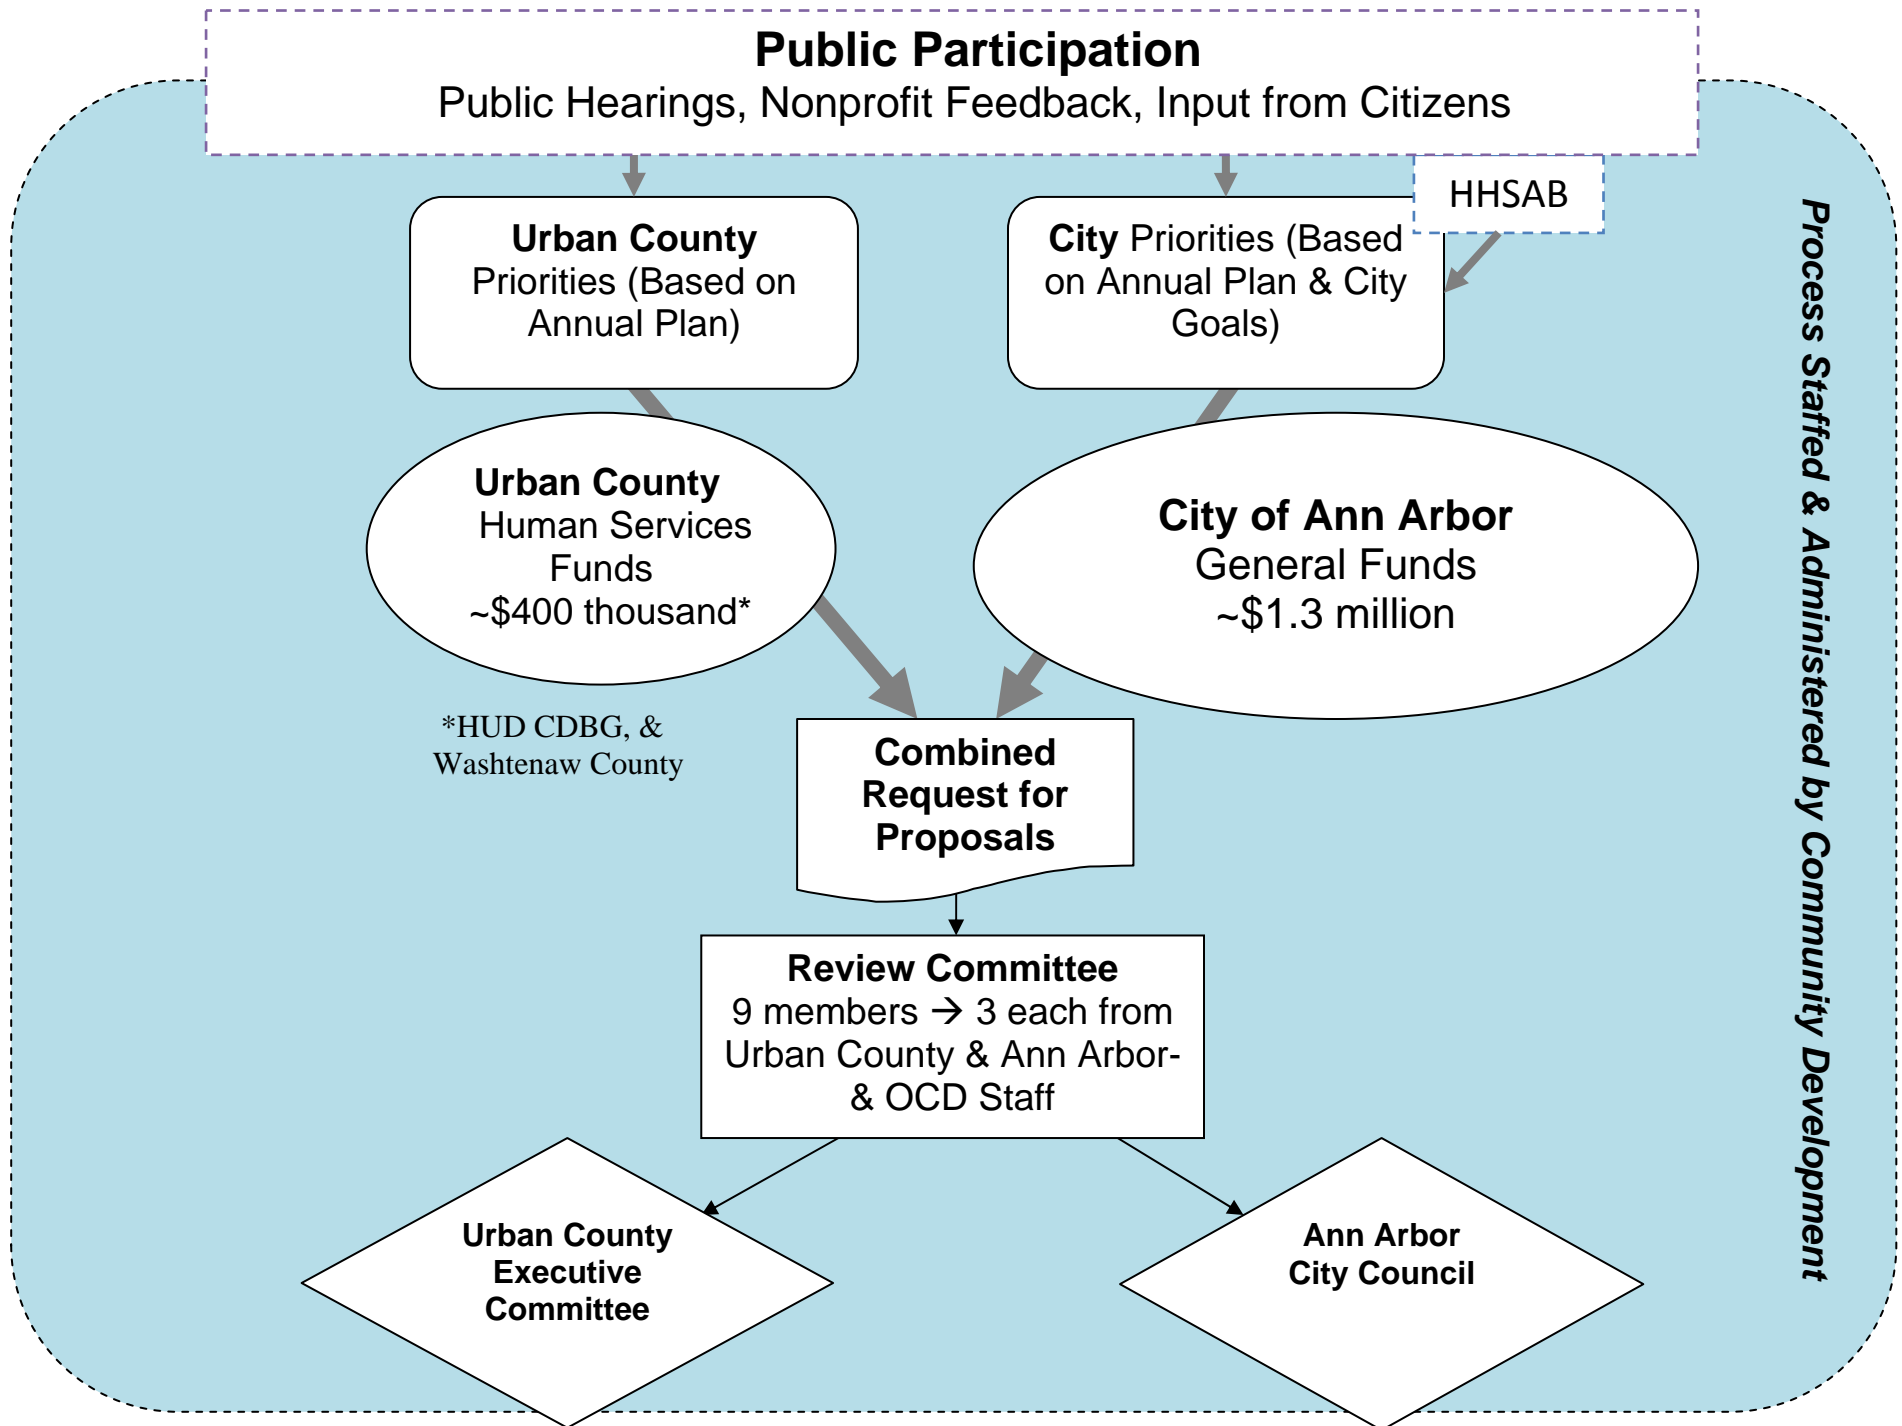 Public Participation
Public Hearings, Nonprofit Feedback, Input from Citizens
HHSAB
Urban County
Priorities (Based on
Annual Plan)
City Priorities (Based
on Annual Plan & City
Goals)
Urban County
Human Services
Funds
~$400 thousand*
City of Ann Arbor
General Funds
~$1.3 million
*HUD CDBG, &
Washtenaw County
Combined
Request for
Proposals
Review Committee
9 members → 3 each from
Urban County & Ann Arbor-
& OCD Staff
Urban County
Executive
Committee
Ann Arbor
City Council
Process Staffed & Administered by Community Development